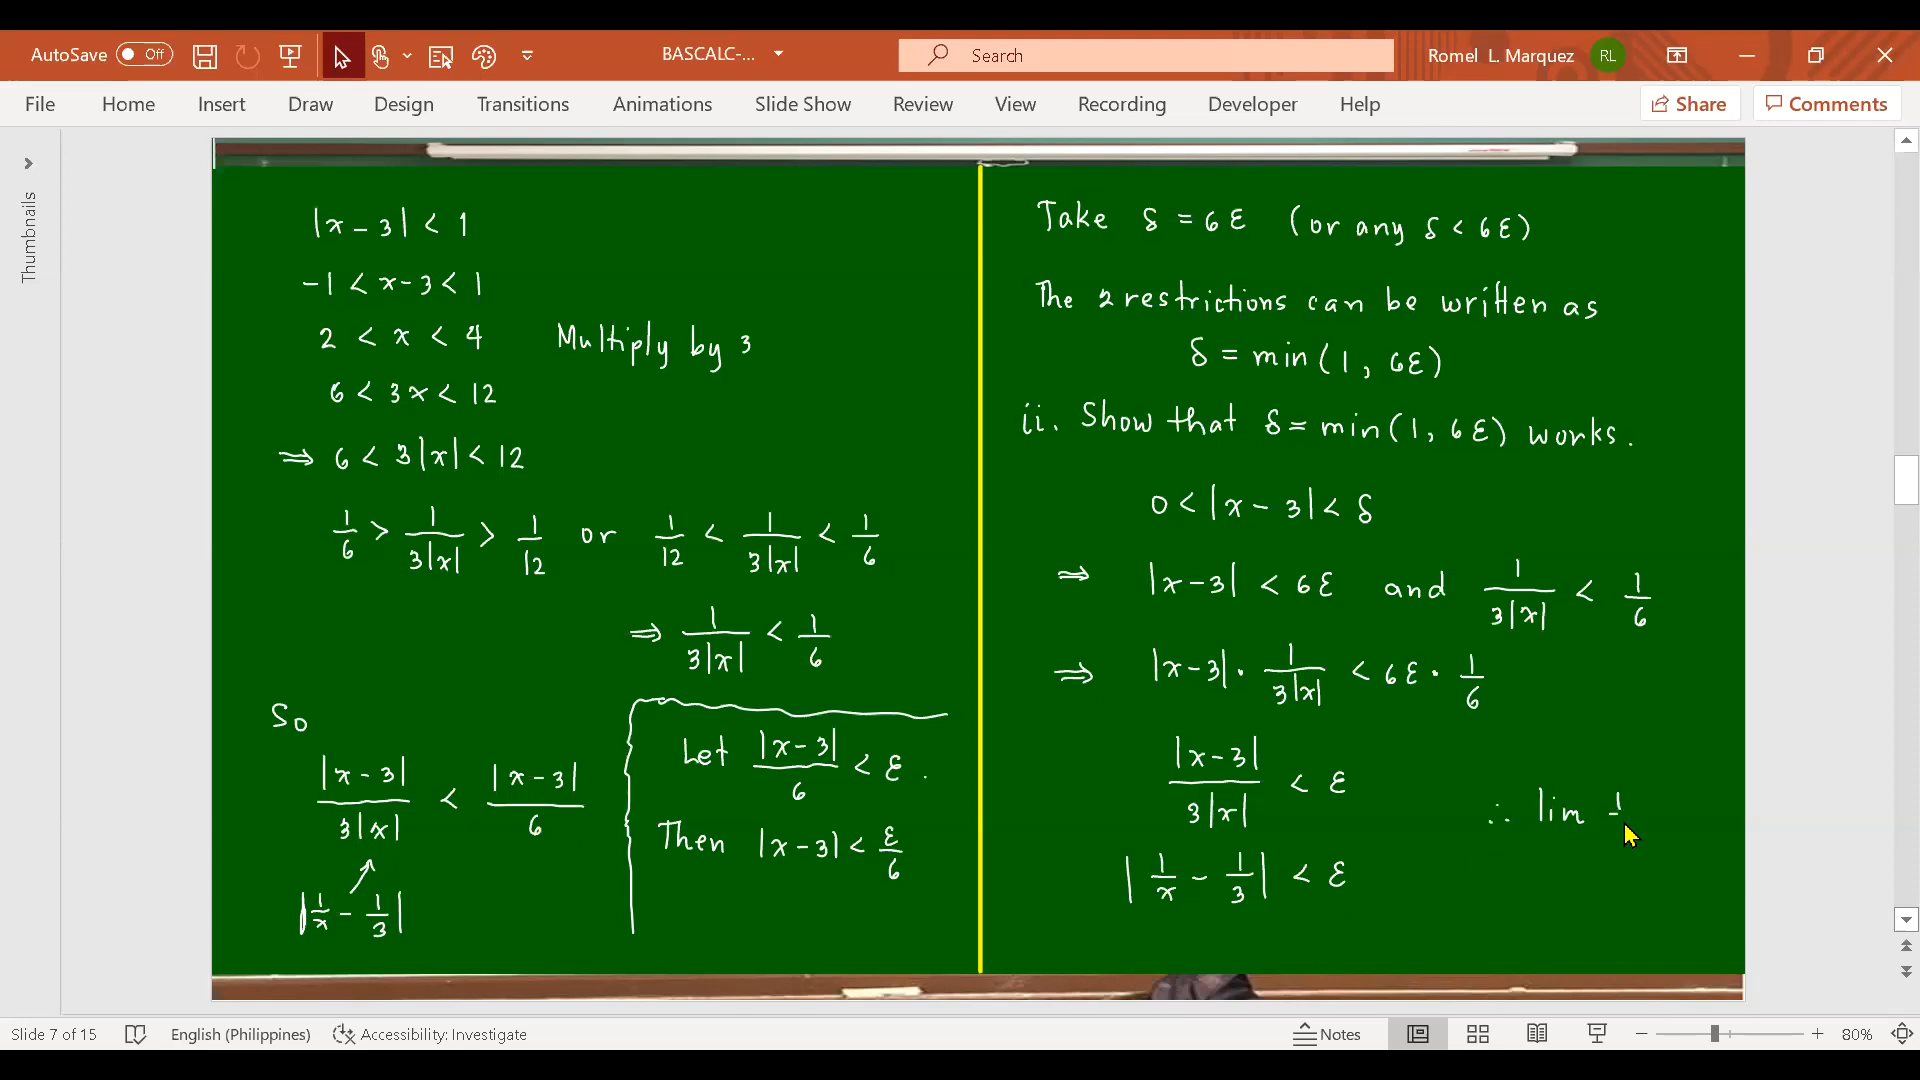 AutoSave Off
BASCALC-...
Search
Romel L. Marquez RL
File Home Insert Draw Design Transitions Animations Slide Show Review View Recording Developer Help
Share Comments
Thumbnails
|x - 3| < 1
-1 < x - 3 < 1
2 < x < 4 Multiply by 3
6 < 3x < 12
⇒ 6 < 3|x| < 12
1/6 > 1/(3|x|) > 1/12 or 1/12 < 1/(3|x|) < 1/6
⇒ 1/(3|x|) < 1/6
So
|x - 3|/(3|x|) < |x - 3|/6
|1/x - 1/3|
Let |x - 3|/6 < ε.
Then |x - 3| < ε/6
Take δ = 6ε (or any δ < 6ε)
The 2 restrictions can be written as
δ = min(1, 6ε)
ii. Show that δ = min(1, 6ε) works.
0 < |x - 3| < δ
⇒ |x - 3| < 6ε and 1/(3|x|) < 1/6
⇒ |x - 3| · 1/(3|x|) < 6ε · 1/6
|x - 3|/(3|x|) < ε
∴ lim 1
|1/x - 1/3| < ε
Slide 7 of 15 English (Philippines) Accessibility: Investigate Notes 80%